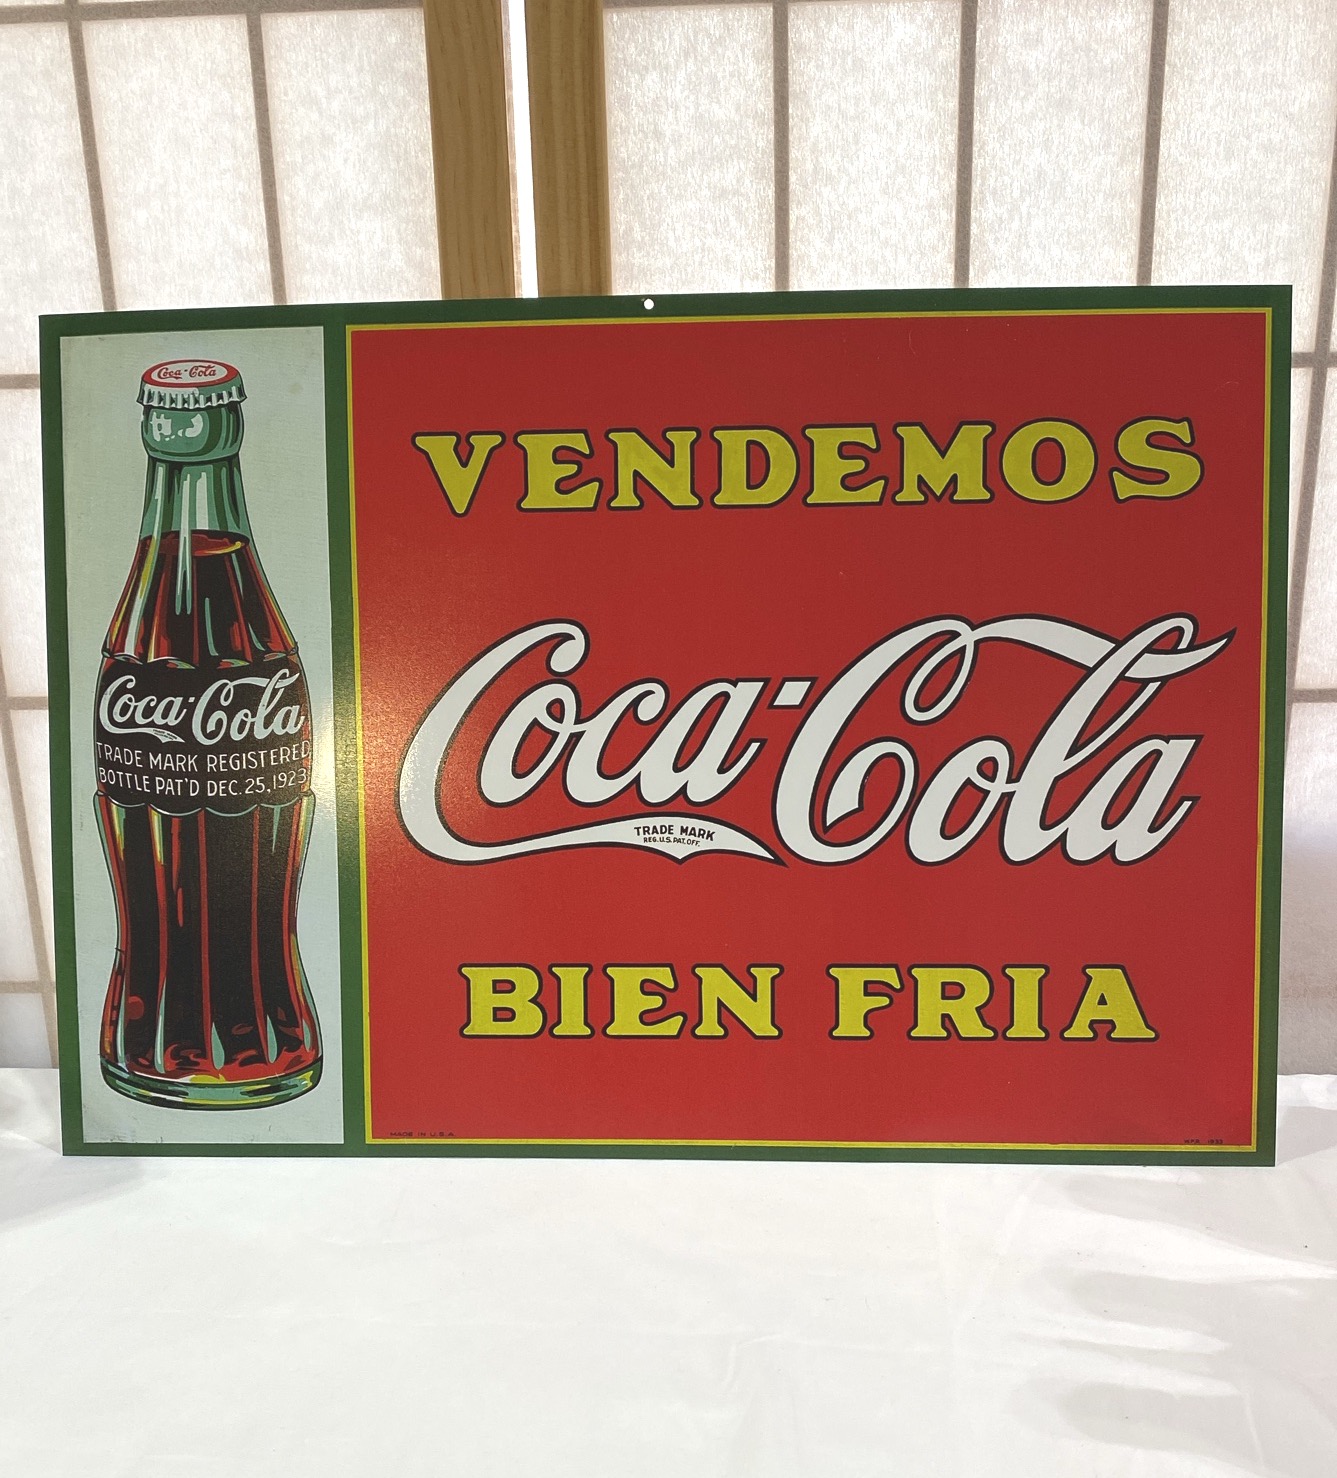 Coca-Cola
Coca-Cola
TRADE MARK REGISTERED
BOTTLE PAT'D DEC. 25, 1923
VENDEMOS
Coca-Cola
TRADE MARK
REG. U.S. PAT. OFF.
BIEN FRIA
MADE IN U.S.A.